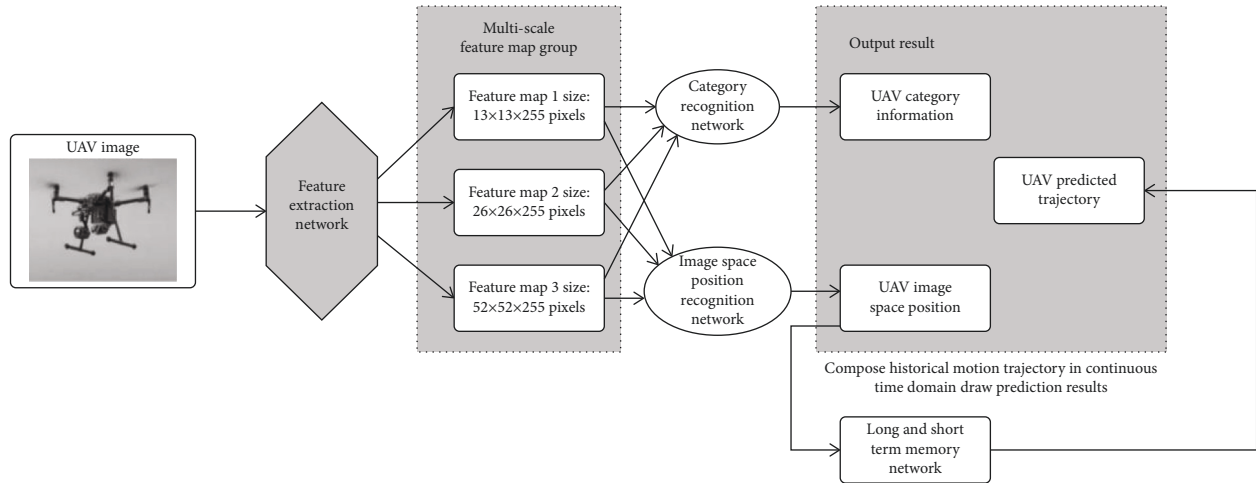 UAV image
Feature
extraction
network
Multi-scale
feature map group
Feature map 1 size:
13×13×255 pixels
Feature map 2 size:
26×26×255 pixels
Feature map 3 size:
52×52×255 pixels
Category
recognition
network
Image space
position
recognition
network
Output result
UAV category
information
UAV predicted
trajectory
UAV image
space position
Compose historical motion trajectory in continuous
time domain draw prediction results
Long and short
term memory
network